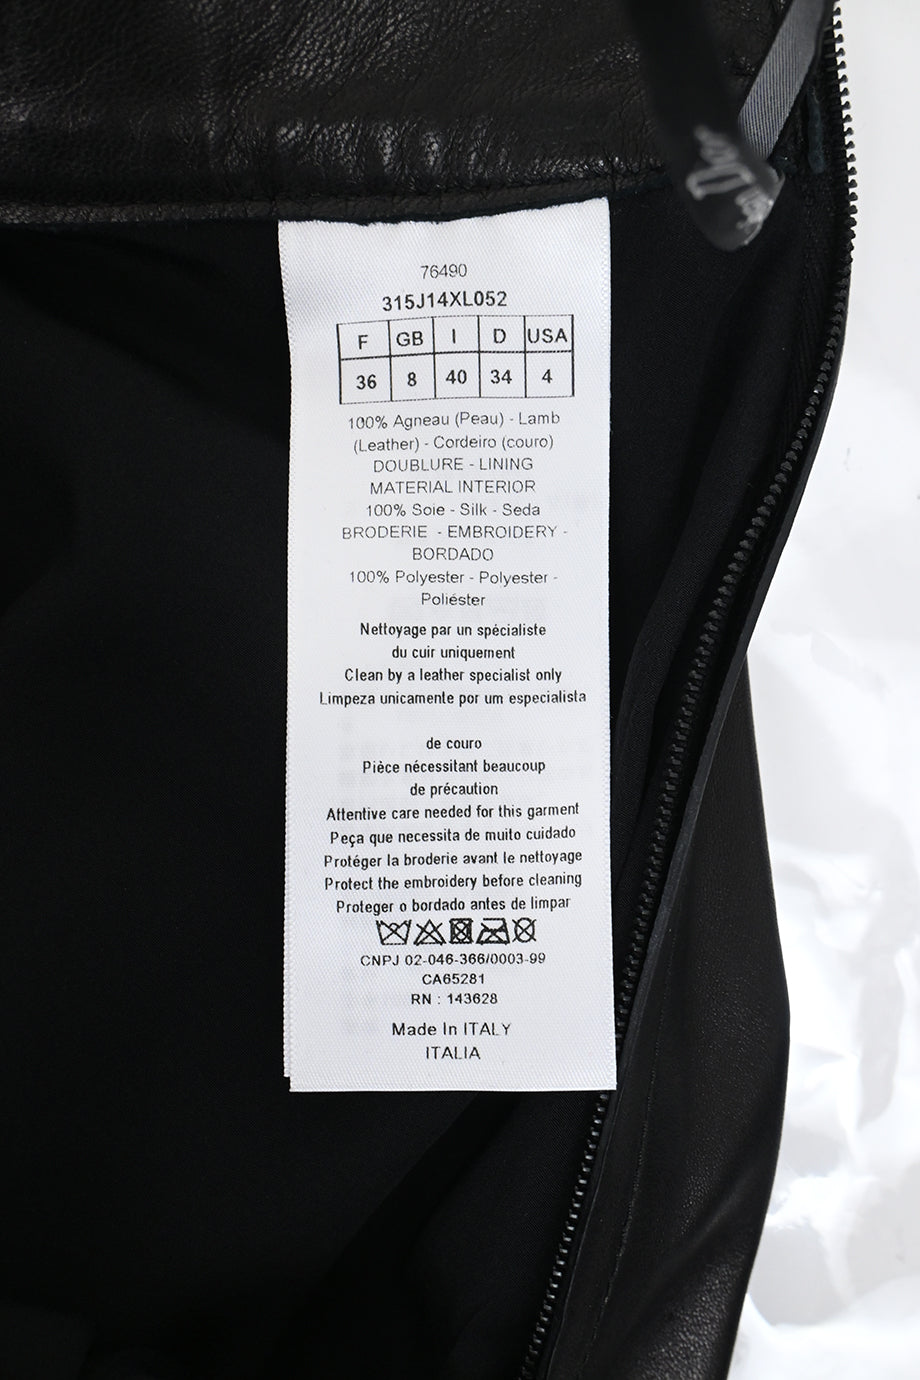 Dior
76490
315J14XL052
F GB I D USA
36 8 40 34 4
100% Agneau (Peau) - Lamb
(Leather) - Cordeiro (couro)
DOUBLURE - LINING
MATERIAL INTERIOR
100% Soie - Silk - Seda
BRODERIE - EMBROIDERY -
BORDADO
100% Polyester - Polyester -
Poliéster
Nettoyage par un spécialiste
du cuir uniquement
Clean by a leather specialist only
Limpeza unicamente por um especialista
de couro
Pièce nécessitant beaucoup
de précaution
Attentive care needed for this garment
Peça que necessita de muito cuidado
Protéger la broderie avant le nettoyage
Protect the embroidery before cleaning
Proteger o bordado antes de limpar
CNPJ 02-046-366/0003-99
CA65281
RN : 143628
Made In ITALY
ITALIA